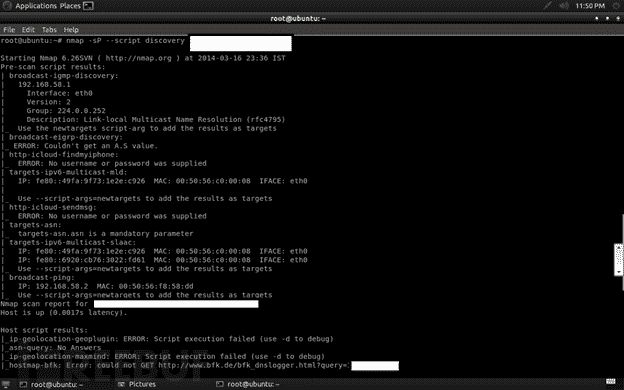 Applications Places
11:50 PM
root@ubuntu: ~
File Edit Tabs Help
root@ubuntu:~# nmap -sP --script discovery
Starting Nmap 6.26SVN ( http://nmap.org ) at 2014-03-16 23:36 IST
Pre-scan script results:
| broadcast-igmp-discovery:
|   192.168.58.1
|     Interface: eth0
|     Version: 2
|     Group: 224.0.0.252
|     Description: Link-local Multicast Name Resolution (rfc4795)
|_  Use the newtargets script-arg to add the results as targets
| broadcast-eigrp-discovery:
|_ ERROR: Couldn't get an A.S value.
| http-icloud-findmyiphone:
|_  ERROR: No username or password was supplied
| targets-ipv6-multicast-mld:
|   IP: fe80::49fa:9f73:1e2e:c926  MAC: 00:50:56:c0:00:08  IFACE: eth0
|
|_  Use --script-args=newtargets to add the results as targets
| http-icloud-sendmsg:
|_  ERROR: No username or password was supplied
| targets-asn:
|_  targets-asn.asn is a mandatory parameter
| targets-ipv6-multicast-slaac:
|   IP: fe80::49fa:9f73:1e2e:c926  MAC: 00:50:56:c0:00:08  IFACE: eth0
|   IP: fe80::6920:cb76:3022:fd61  MAC: 00:50:56:c0:00:08  IFACE: eth0
|_  Use --script-args=newtargets to add the results as targets
| broadcast-ping:
|   IP: 192.168.58.2  MAC: 00:50:56:f8:58:dd
|_  Use --script-args=newtargets to add the results as targets
Nmap scan report for
Host is up (0.0017s latency).
Host script results:
|_ip-geolocation-geoplugin: ERROR: Script execution failed (use -d to debug)
|_asn-query: No Answers
|_ip-geolocation-maxmind: ERROR: Script execution failed (use -d to debug)
|_hostmap-bfk: Error: could not GET http://www.bfk.de/bfk_dnslogger.html?query=
root@ubuntu: ~
Pictures
root@ubuntu: ~